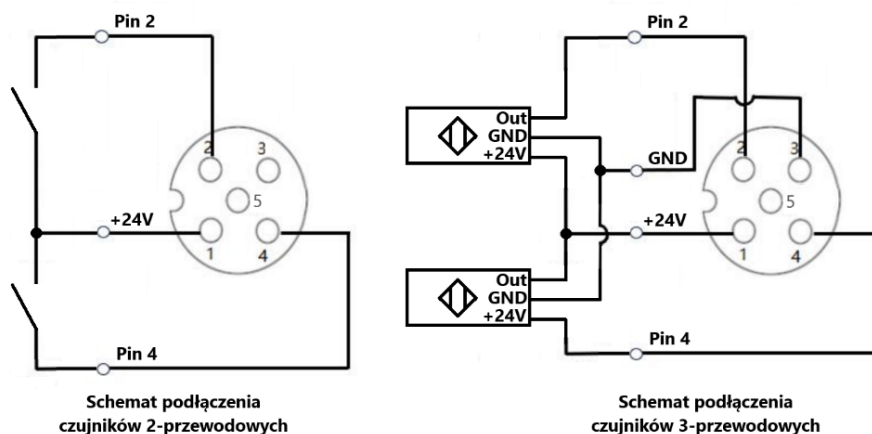 Pin 2
2
3
5
+24V
1
4
Pin 4
Schemat podłączenia
czujników 2-przewodowych
Pin 2
Out
GND
+24V
2
3
GND
5
+24V
1
4
Out
GND
+24V
Pin 4
Schemat podłączenia
czujników 3-przewodowych